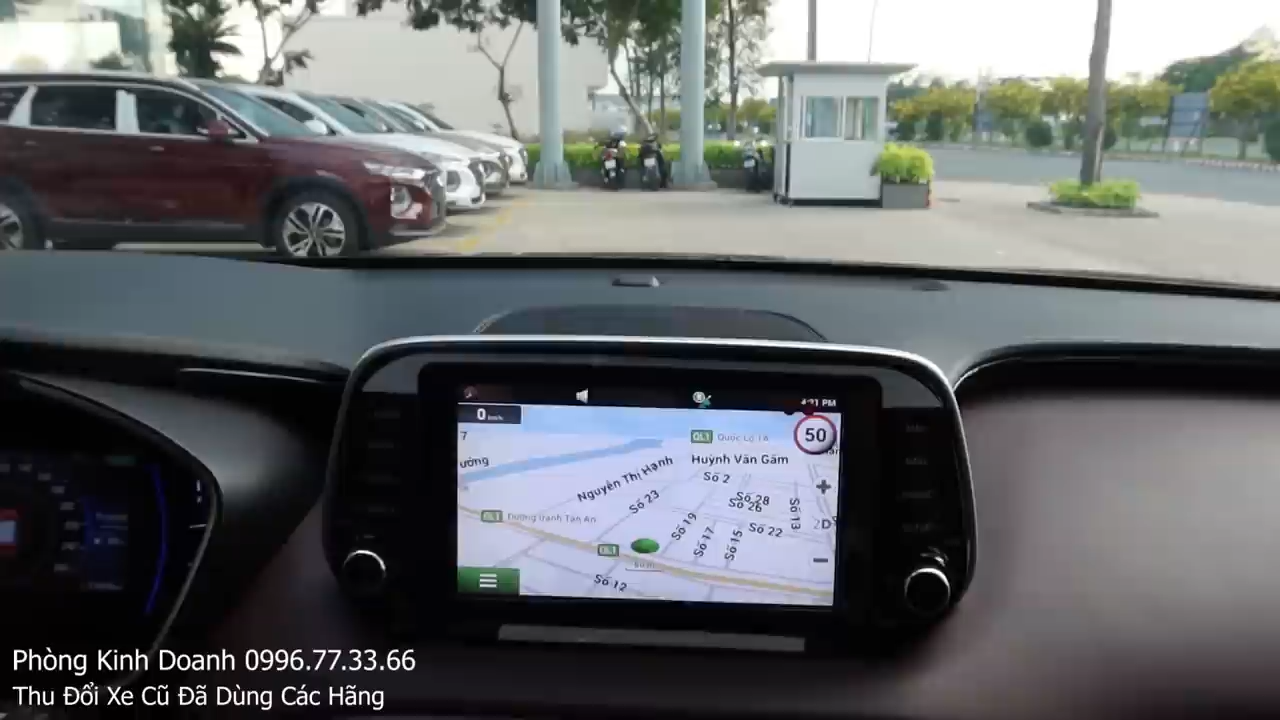 4:21 PM
0 km/h
50
7
ường
QL1 Quốc Lộ 1A
Huỳnh Văn Gấm
Nguyễn Thị Hạnh
Số 2
Số 23
Số 28
Số 26
Số 13
2D
Số 19
Số 17
Số 15
Số 22
QL1 Đường tránh Tân An
QL1
Số 12
Phòng Kinh Doanh 0996.77.33.66
Thu Đổi Xe Cũ Đã Dùng Các Hãng